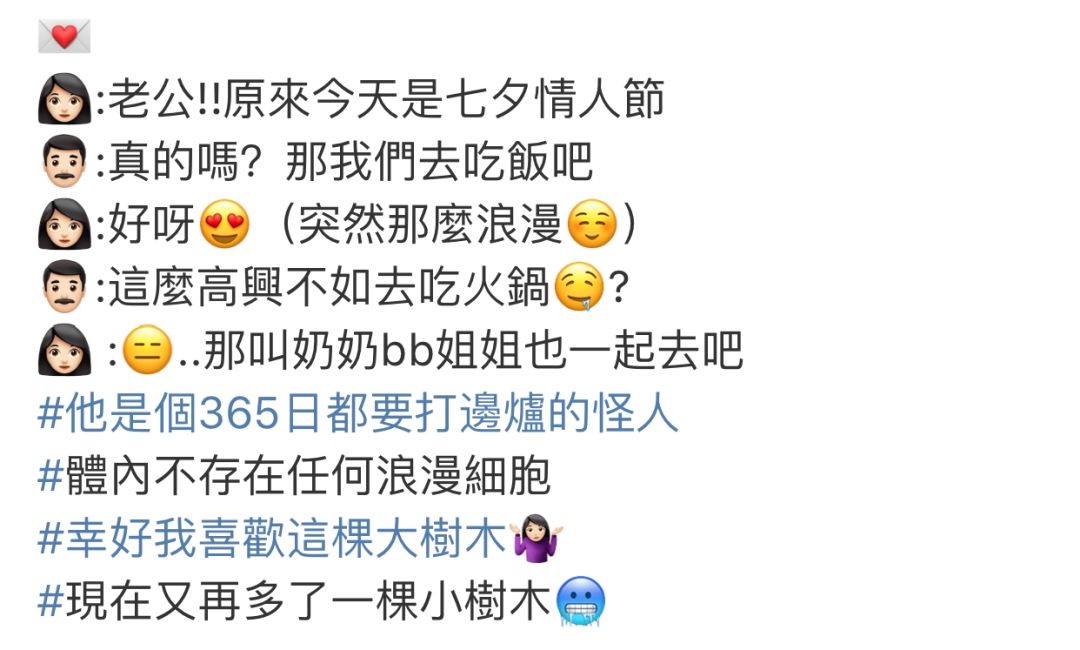 💌
👩🏻:老公!!原來今天是七夕情人節
👨🏻:真的嗎？那我們去吃飯吧
👩🏻:好呀😍（突然那麼浪漫☺️）
👨🏻:這麼高興不如去吃火鍋🤤?
👩🏻 :😑..那叫奶奶bb姐姐也一起去吧
#他是個365日都要打邊爐的怪人
#體內不存在任何浪漫細胞
#幸好我喜歡這棵大樹木🤷🏻‍♀️
#現在又再多了一棵小樹木🥶